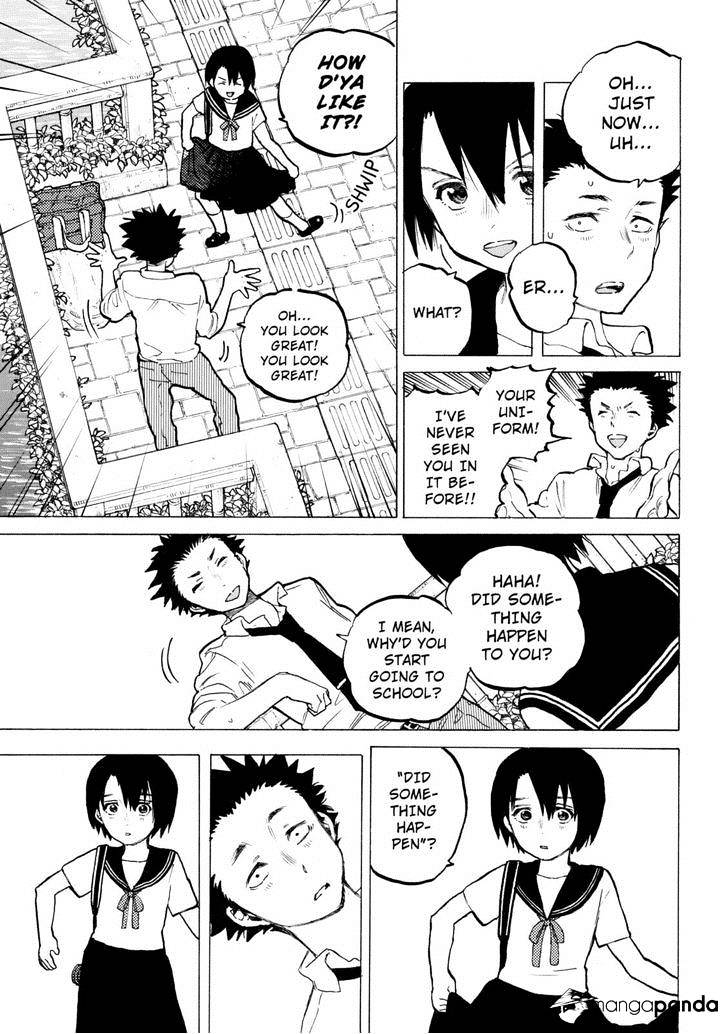 OH...
JUST
NOW...
UH...
ER...
WHAT?
YOUR
UNI-
FORM!
I'VE
NEVER
SEEN
YOU IN
IT BE-
FORE!!
HOW
D'YA
LIKE
IT?!
SHWIP
OH...
YOU LOOK
GREAT!
YOU LOOK
GREAT!
HAHA!
DID SOME-
THING
HAPPEN
TO YOU?
I MEAN,
WHY'D YOU
START
GOING TO
SCHOOL?
"DID
SOME-
THING
HAP-
PEN"?
mangapanda